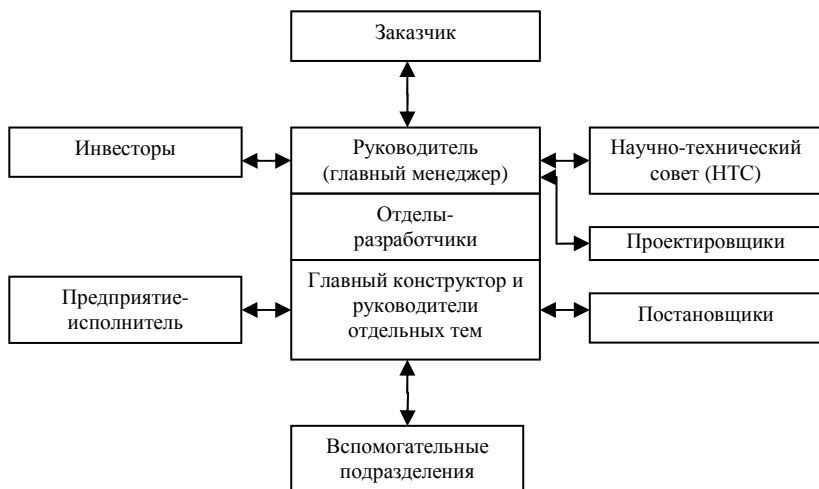 Заказчик
Инвесторы
Руководитель
(главный менеджер)
Научно-технический
совет (НТС)
Отделы-
разработчики
Проектировщики
Предприятие-
исполнитель
Главный конструктор и
руководители
отдельных тем
Постановщики
Вспомогательные
подразделения